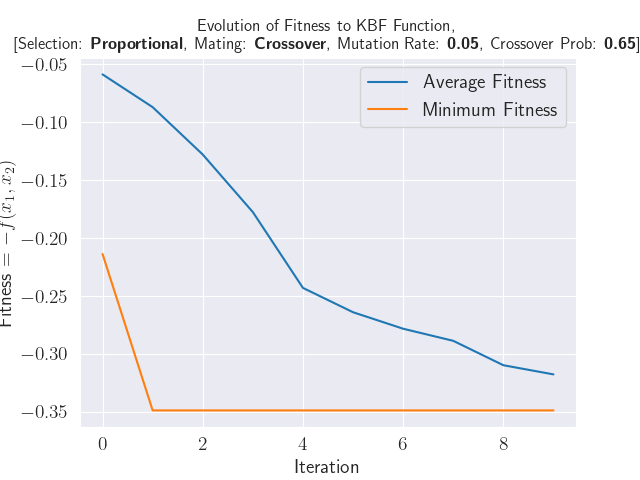 Evolution of Fitness to KBF Function,
[Selection: Proportional, Mating: Crossover, Mutation Rate: 0.05, Crossover Prob: 0.65]
Average Fitness
Minimum Fitness
−0.05
−0.10
−0.15
−0.20
−0.25
−0.30
−0.35
Fitness = −f(x₁, x₂)
0 2 4 6 8
Iteration